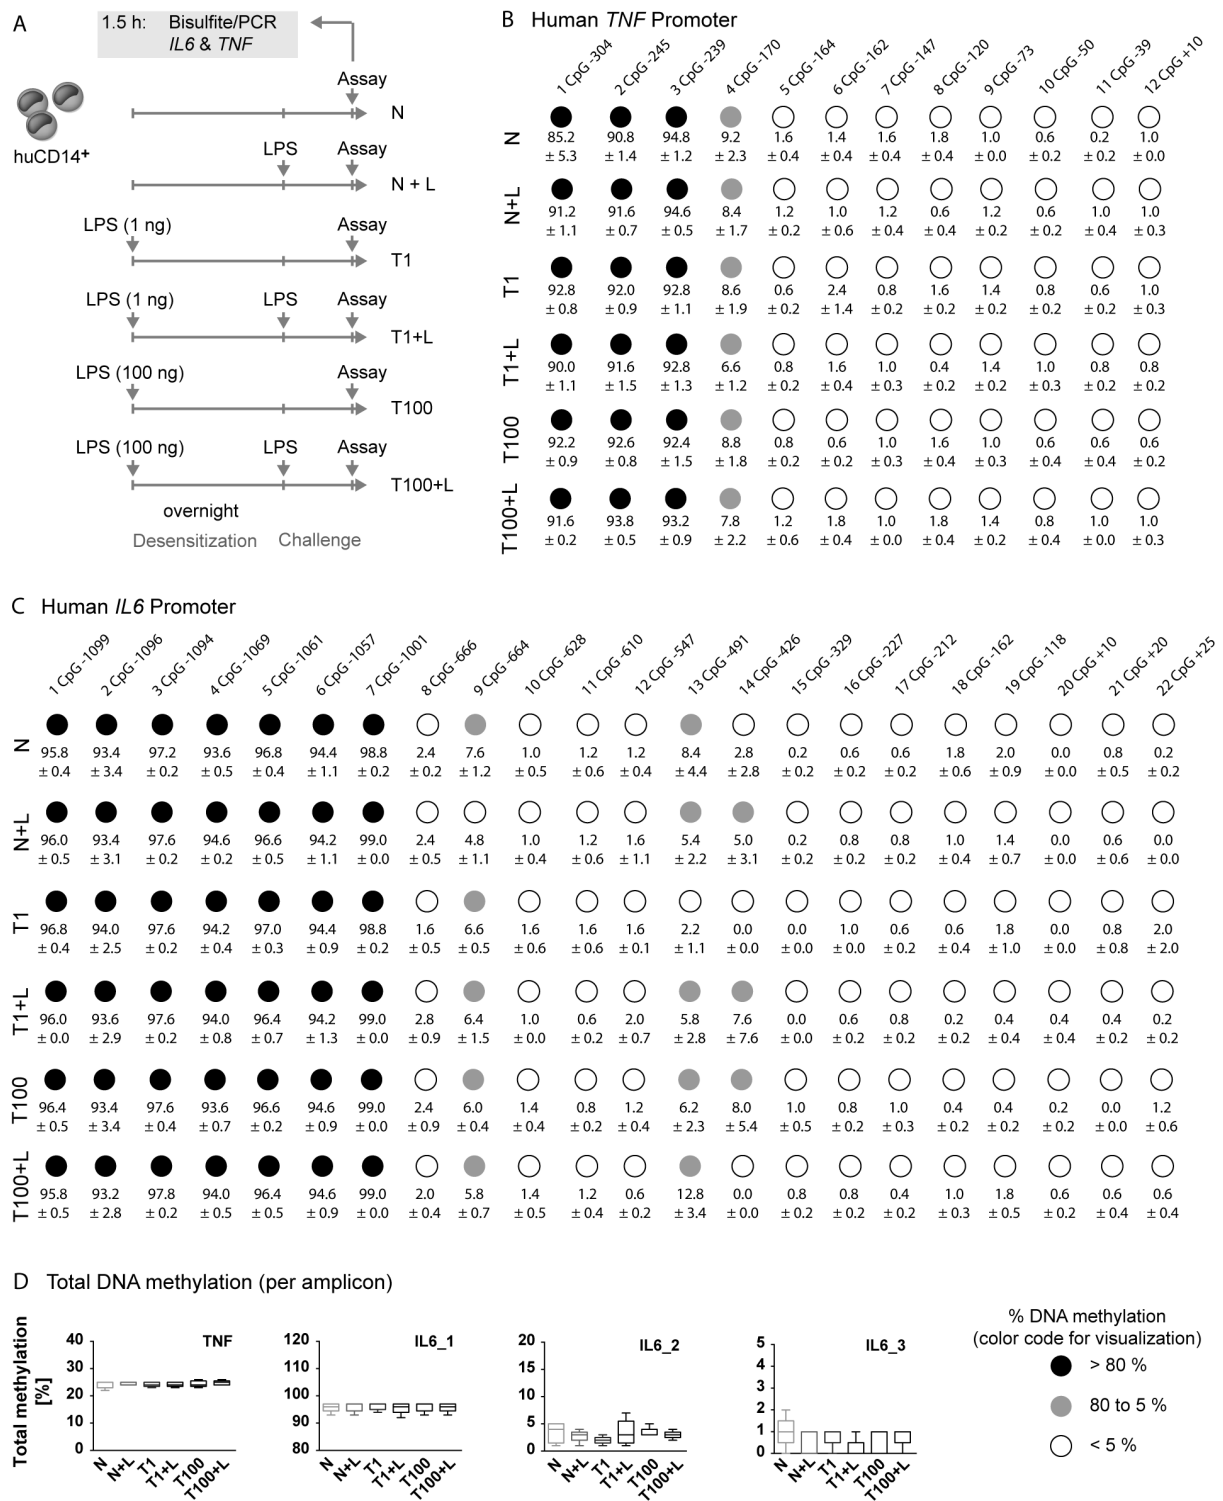 A
1.5 h: Bisulfite/PCR
IL6 & TNF
huCD14+
Assay
N
LPS Assay
N + L
LPS (1 ng) Assay
T1
LPS (1 ng) LPS Assay
T1+L
LPS (100 ng) Assay
T100
LPS (100 ng) LPS Assay
T100+L
overnight
Desensitization Challenge
B Human TNF Promoter
1 CpG -304 2 CpG -245 3 CpG -239 4 CpG -170 5 CpG -164 6 CpG -162 7 CpG -147 8 CpG -120 9 CpG -73 10 CpG -50 11 CpG -39 12 CpG +10
N
85.2 90.8 94.8 9.2 1.6 1.4 1.6 1.8 1.0 0.6 0.2 1.0
± 5.3 ± 1.4 ± 1.2 ± 2.3 ± 0.4 ± 0.4 ± 0.4 ± 0.4 ± 0.0 ± 0.2 ± 0.2 ± 0.0
N+L
91.2 91.6 94.6 8.4 1.2 1.0 1.2 0.6 1.2 0.6 1.0 1.0
± 1.1 ± 0.7 ± 0.5 ± 1.7 ± 0.2 ± 0.6 ± 0.4 ± 0.4 ± 0.2 ± 0.2 ± 0.4 ± 0.3
T1
92.8 92.0 92.8 8.6 0.6 2.4 0.8 1.6 1.4 0.8 0.6 1.0
± 0.8 ± 0.9 ± 1.1 ± 1.9 ± 0.2 ± 1.4 ± 0.2 ± 0.2 ± 0.2 ± 0.2 ± 0.2 ± 0.3
T1+L
90.0 91.6 92.8 6.6 0.8 1.6 1.0 0.4 1.4 1.0 0.8 0.8
± 1.1 ± 1.5 ± 1.3 ± 1.2 ± 0.2 ± 0.4 ± 0.3 ± 0.2 ± 0.2 ± 0.3 ± 0.2 ± 0.2
T100
92.2 92.6 92.4 8.8 0.8 0.6 1.0 1.6 1.0 0.6 0.6 0.6
± 0.9 ± 0.8 ± 1.5 ± 1.8 ± 0.2 ± 0.2 ± 0.3 ± 0.4 ± 0.3 ± 0.4 ± 0.4 ± 0.2
T100+L
91.6 93.8 93.2 7.8 1.2 1.8 1.0 1.8 1.4 0.8 1.0 1.0
± 0.2 ± 0.5 ± 0.9 ± 2.2 ± 0.6 ± 0.4 ± 0.0 ± 0.4 ± 0.2 ± 0.4 ± 0.0 ± 0.3
C Human IL6 Promoter
1 CpG -1099 2 CpG -1096 3 CpG -1094 4 CpG -1069 5 CpG -1061 6 CpG -1057 7 CpG -1001 8 CpG -666 9 CpG -664 10 CpG -628 11 CpG -610 12 CpG -547 13 CpG -491 14 CpG -426 15 CpG -329 16 CpG -227 17 CpG -212 18 CpG -162 19 CpG -118 20 CpG +10 21 CpG +20 22 CpG +25
N
95.8 93.4 97.2 93.6 96.8 94.4 98.8 2.4 7.6 1.0 1.2 1.2 8.4 2.8 0.2 0.6 0.6 1.8 2.0 0.0 0.8 0.2
± 0.4 ± 3.4 ± 0.2 ± 0.5 ± 0.4 ± 1.1 ± 0.2 ± 0.2 ± 1.2 ± 0.5 ± 0.6 ± 0.4 ± 4.4 ± 2.8 ± 0.2 ± 0.2 ± 0.2 ± 0.6 ± 0.9 ± 0.0 ± 0.5 ± 0.2
N+L
96.0 93.4 97.6 94.6 96.6 94.2 99.0 2.4 4.8 1.0 1.2 1.6 5.4 5.0 0.2 0.8 0.8 1.0 1.4 0.0 0.6 0.0
± 0.5 ± 3.1 ± 0.2 ± 0.2 ± 0.5 ± 1.1 ± 0.0 ± 0.5 ± 1.1 ± 0.4 ± 0.6 ± 1.1 ± 2.2 ± 3.1 ± 0.2 ± 0.2 ± 0.2 ± 0.4 ± 0.7 ± 0.0 ± 0.6 ± 0.0
T1
96.8 94.0 97.6 94.2 97.0 94.4 98.8 1.6 6.6 1.6 1.6 1.6 2.2 0.0 0.0 1.0 0.6 0.6 1.8 0.0 0.8 2.0
± 0.4 ± 2.5 ± 0.2 ± 0.4 ± 0.3 ± 0.9 ± 0.2 ± 0.5 ± 0.5 ± 0.6 ± 0.6 ± 0.1 ± 1.1 ± 0.0 ± 0.0 ± 0.0 ± 0.2 ± 0.4 ± 1.0 ± 0.0 ± 0.8 ± 2.0
T1+L
96.0 93.6 97.6 94.0 96.4 94.2 99.0 2.8 6.4 1.0 0.6 2.0 5.8 7.6 0.0 0.6 0.8 0.2 0.4 0.4 0.4 0.2
± 0.0 ± 2.9 ± 0.2 ± 0.8 ± 0.7 ± 1.3 ± 0.0 ± 0.9 ± 1.5 ± 0.0 ± 0.2 ± 0.7 ± 2.8 ± 7.6 ± 0.0 ± 0.2 ± 0.2 ± 0.2 ± 0.4 ± 0.4 ± 0.2 ± 0.2
T100
96.4 93.4 97.6 93.6 96.6 94.6 99.0 2.4 6.0 1.4 0.8 1.2 6.2 8.0 1.0 0.8 1.0 0.4 0.4 0.2 0.0 1.2
± 0.5 ± 3.4 ± 0.4 ± 0.7 ± 0.2 ± 0.9 ± 0.0 ± 0.9 ± 0.4 ± 0.4 ± 0.2 ± 0.4 ± 2.3 ± 5.4 ± 0.5 ± 0.2 ± 0.3 ± 0.2 ± 0.2 ± 0.2 ± 0.0 ± 0.6
T100+L
95.8 93.2 97.8 94.0 96.4 94.6 99.0 2.0 5.8 1.4 1.2 0.6 12.8 0.0 0.8 0.8 0.4 1.0 1.8 0.6 0.6 0.6
± 0.5 ± 2.8 ± 0.2 ± 0.5 ± 0.5 ± 0.9 ± 0.0 ± 0.4 ± 0.7 ± 0.5 ± 0.4 ± 0.2 ± 3.4 ± 0.0 ± 0.2 ± 0.2 ± 0.2 ± 0.3 ± 0.5 ± 0.2 ± 0.4 ± 0.4
D Total DNA methylation (per amplicon)
Total methylation
[%]
TNF
40
30
20
10
0
N N+L T1 T1+L T100 T100+L
IL6_1
120
110
100
90
80
N N+L T1 T1+L T100 T100+L
IL6_2
20
15
10
5
0
N N+L T1 T1+L T100 T100+L
IL6_3
5
4
3
2
1
0
N N+L T1 T1+L T100 T100+L
% DNA methylation
(color code for visualization)
> 80 %
80 to 5 %
< 5 %